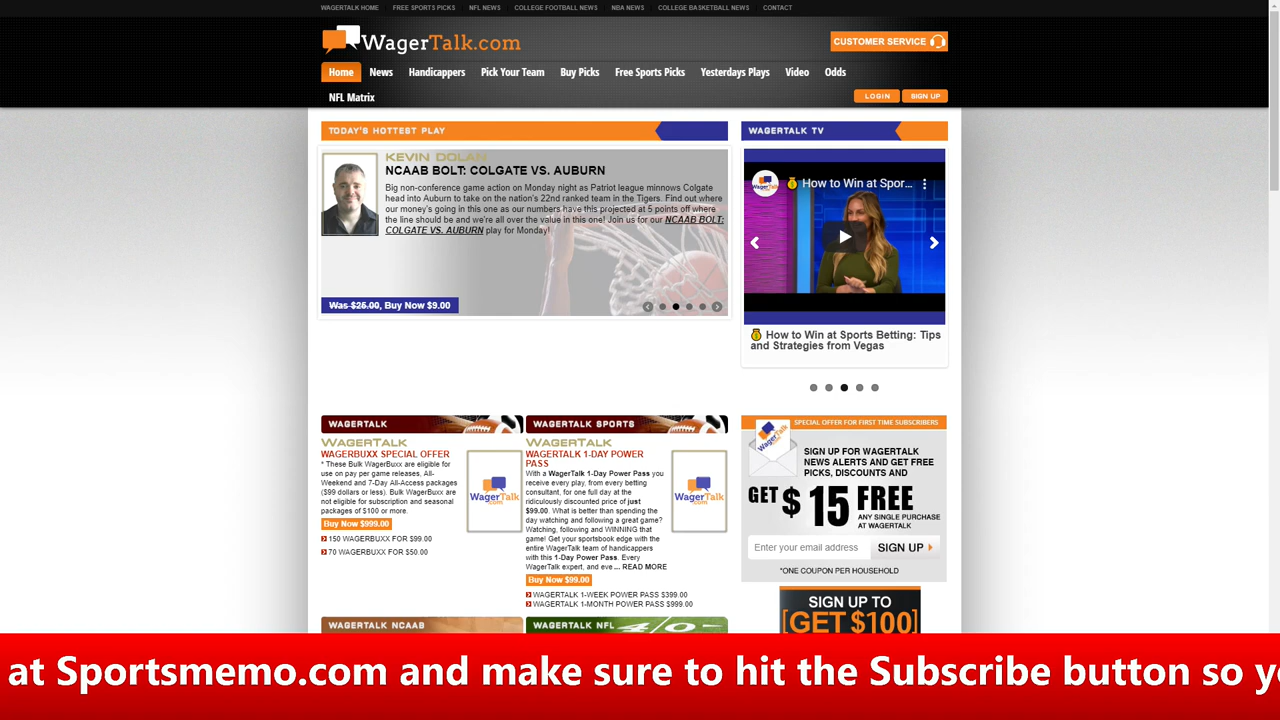 WAGERTALK HOME FREE SPORTS PICKS NFL NEWS COLLEGE FOOTBALL NEWS NBA NEWS COLLEGE BASKETBALL NEWS CONTACT
WagerTalk.com
CUSTOMER SERVICE
Home News Handicappers Pick Your Team Buy Picks Free Sports Picks Yesterdays Plays Video Odds
NFL Matrix
LOGIN SIGN UP
TODAY'S HOTTEST PLAY
KEVIN DOLAN
NCAAB BOLT: COLGATE VS. AUBURN
Big non-conference game action on Monday night as Patriot league minnows Colgate
head into Auburn to take on the nation's 22nd ranked team in the Tigers. Find out where
our money's going in this one as our numbers have this projected at 5 points off where
the line should be and we're all over the value in this one! Join us for our NCAAB BOLT:
COLGATE VS. AUBURN play for Monday!
Was $25.00, Buy Now $9.00
WAGERTALK TV
How to Win at Spor...
How to Win at Sports Betting: Tips
and Strategies from Vegas
WAGERTALK
WAGERTALK
WAGERBUXX SPECIAL OFFER
* These Bulk WagerBuxx are eligible for
use on pay per game releases, All-
Weekend and 7-Day All-Access packages
($99 dollars or less). Bulk WagerBuxx are
not eligible for subscription and seasonal
packages of $100 or more.
Buy Now $999.00
150 WAGERBUXX FOR $99.00
70 WAGERBUXX FOR $50.00
WagerTalk
.com
WAGERTALK SPORTS
WAGERTALK
WAGERTALK 1-DAY POWER
PASS
With a WagerTalk 1-Day Power Pass you
receive every play, from every betting
consultant, for one full day at the
ridiculously discounted price of just
$99.00. What is better than spending the
day watching and following a great game?
Watching, following and WINNING that
game! Get your sportsbook edge with the
entire WagerTalk team of handicappers
with this 1-Day Power Pass. Every
WagerTalk expert, and eve... READ MORE
Buy Now $99.00
WAGERTALK 1-WEEK POWER PASS $399.00
WAGERTALK 1-MONTH POWER PASS $999.00
WagerTalk
.com
SPECIAL OFFER FOR FIRST TIME SUBSCRIBERS
WagerTalk
SIGN UP FOR WAGERTALK
NEWS ALERTS AND GET FREE
PICKS, DISCOUNTS AND
GET $15 FREE
ANY SINGLE PURCHASE
AT WAGERTALK
Enter your email address SIGN UP
*ONE COUPON PER HOUSEHOLD
SIGN UP TO
[GET $100]
WAGERTALK NCAAB
WAGERTALK NFL
at Sportsmemo.com and make sure to hit the Subscribe button so y